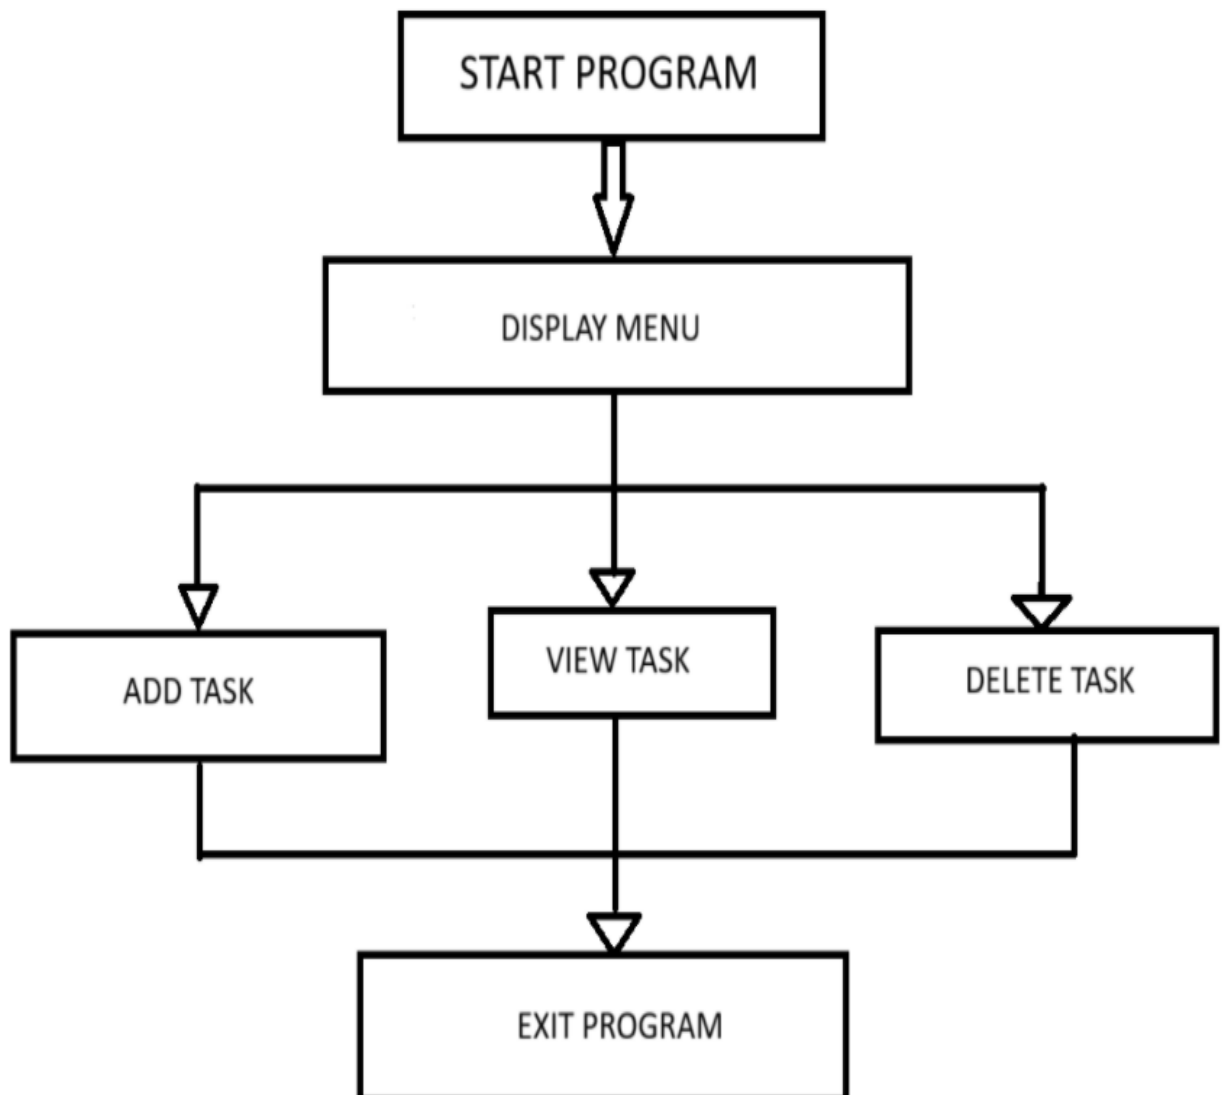 START PROGRAM
DISPLAY MENU
ADD TASK
VIEW TASK
DELETE TASK
EXIT PROGRAM